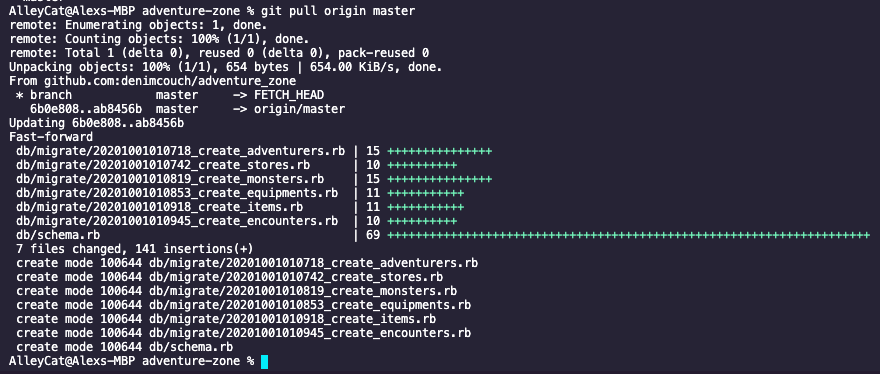 AlleyCat@Alexs-MBP adventure-zone % git pull origin master
remote: Enumerating objects: 1, done.
remote: Counting objects: 100% (1/1), done.
remote: Total 1 (delta 0), reused 0 (delta 0), pack-reused 0
Unpacking objects: 100% (1/1), 654 bytes | 654.00 KiB/s, done.
From github.com:denimcouch/adventure_zone
 * branch            master     -> FETCH_HEAD
   6b0e808..ab8456b  master     -> origin/master
Updating 6b0e808..ab8456b
Fast-forward
 db/migrate/20201001010718_create_adventurers.rb | 15 +++++++++++++++
 db/migrate/20201001010742_create_stores.rb      | 10 ++++++++++
 db/migrate/20201001010819_create_monsters.rb    | 15 +++++++++++++++
 db/migrate/20201001010853_create_equipments.rb  | 11 +++++++++++
 db/migrate/20201001010918_create_items.rb       | 11 +++++++++++
 db/migrate/20201001010945_create_encounters.rb  | 10 ++++++++++
 db/schema.rb                                    | 69 +++++++++++++++++++++++++++++++++++++++++++++++++++++++++++++++++++++
 7 files changed, 141 insertions(+)
 create mode 100644 db/migrate/20201001010718_create_adventurers.rb
 create mode 100644 db/migrate/20201001010742_create_stores.rb
 create mode 100644 db/migrate/20201001010819_create_monsters.rb
 create mode 100644 db/migrate/20201001010853_create_equipments.rb
 create mode 100644 db/migrate/20201001010918_create_items.rb
 create mode 100644 db/migrate/20201001010945_create_encounters.rb
 create mode 100644 db/schema.rb
AlleyCat@Alexs-MBP adventure-zone %